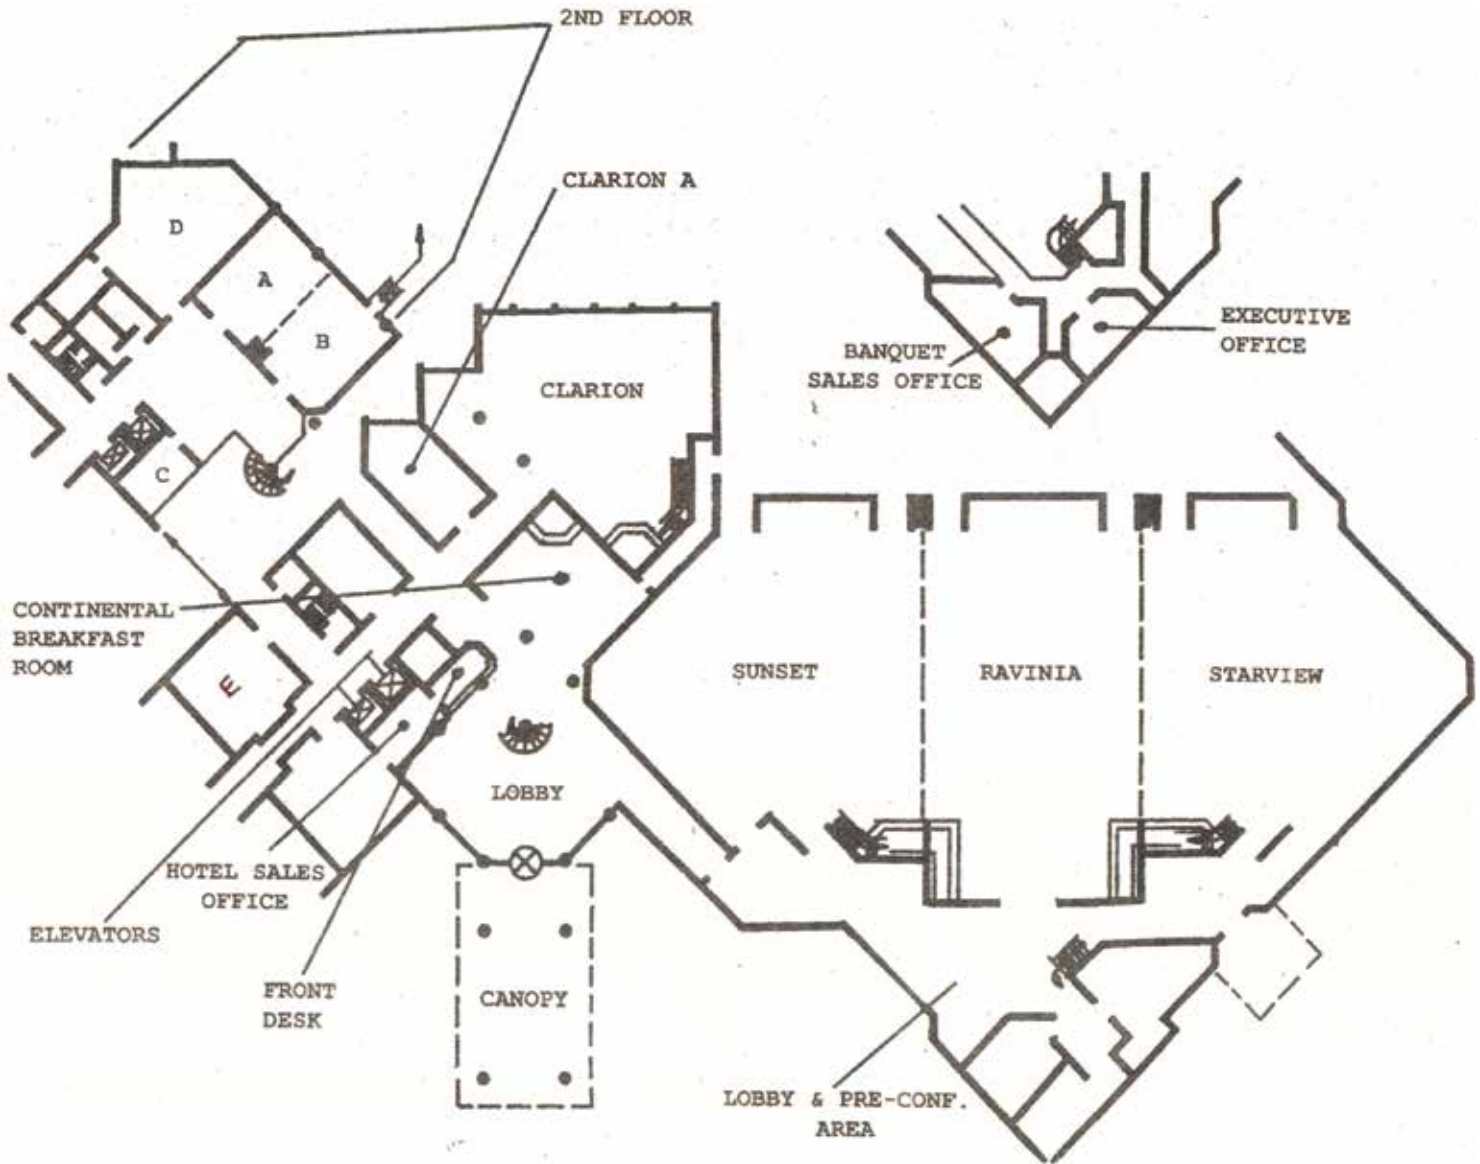 2ND FLOOR
CLARION A
D
A
B
C
E
CLARION
BANQUET
SALES OFFICE
EXECUTIVE
OFFICE
CONTINENTAL
BREAKFAST
ROOM
SUNSET
RAVINIA
STARVIEW
LOBBY
HOTEL SALES
OFFICE
ELEVATORS
FRONT
DESK
CANOPY
LOBBY & PRE-CONF.
AREA